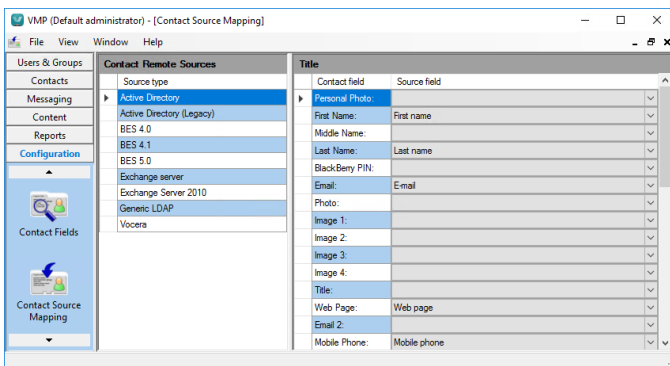 VMP (Default administrator) - [Contact Source Mapping]
File View Window Help
Users & Groups
Contacts
Messaging
Content
Reports
Configuration
Contact Fields
Contact Source
Mapping
Contact Remote Sources
Source type
Active Directory
Active Directory (Legacy)
BES 4.0
BES 4.1
BES 5.0
Exchange server
Exchange Server 2010
Generic LDAP
Vocera
Title
Contact field Source field
Personal Photo:
First Name: First name
Middle Name:
Last Name: Last name
BlackBerry PIN:
Email: E-mail
Photo:
Image 1:
Image 2:
Image 3:
Image 4:
Title:
Web Page: Web page
Email 2:
Mobile Phone: Mobile phone